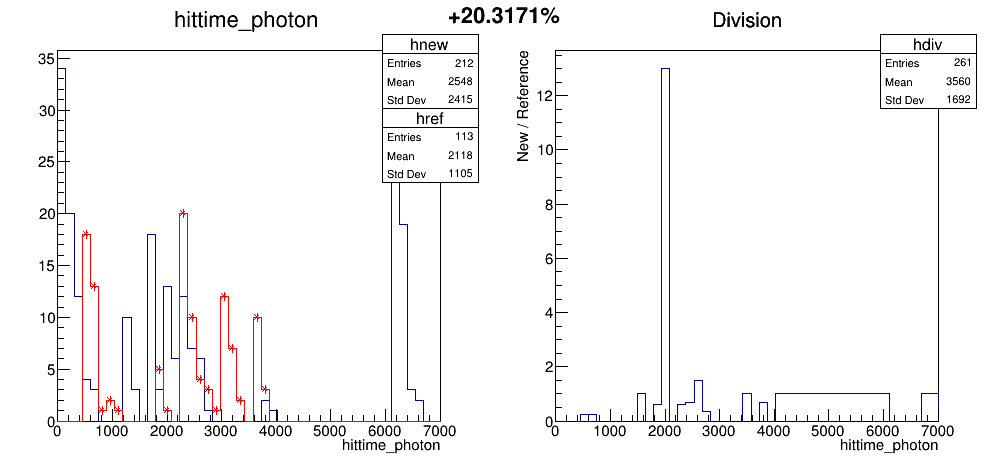 +20.3171%
hittime_photon
hnew
Entries 212
Mean 2548
Std Dev 2415
href
Entries 113
Mean 2118
Std Dev 1105
35
30
25
20
15
10
5
0
0 1000 2000 3000 4000 5000 6000 7000
hittime_photon
Division
hdiv
Entries 261
Mean 3560
Std Dev 1692
New / Reference
12
10
8
6
4
2
0
0 1000 2000 3000 4000 5000 6000 7000
hittime_photon